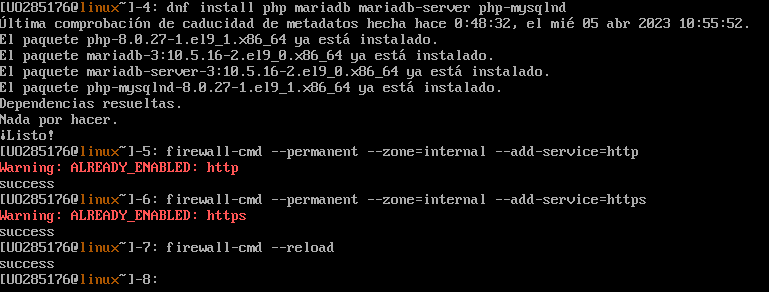 [UO285176@linux~]-4: dnf install php mariadb mariadb-server php-mysqlnd
Última comprobación de caducidad de metadatos hecha hace 0:48:32, el mié 05 abr 2023 10:55:52.
El paquete php-8.0.27-1.el9_1.x86_64 ya está instalado.
El paquete mariadb-3:10.5.16-2.el9_0.x86_64 ya está instalado.
El paquete mariadb-server-3:10.5.16-2.el9_0.x86_64 ya está instalado.
El paquete php-mysqlnd-8.0.27-1.el9_1.x86_64 ya está instalado.
Dependencias resueltas.
Nada por hacer.
¡Listo!
[UO285176@linux~]-5: firewall-cmd --permanent --zone=internal --add-service=http
Warning: ALREADY_ENABLED: http
success
[UO285176@linux~]-6: firewall-cmd --permanent --zone=internal --add-service=https
Warning: ALREADY_ENABLED: https
success
[UO285176@linux~]-7: firewall-cmd --reload
success
[UO285176@linux~]-8: